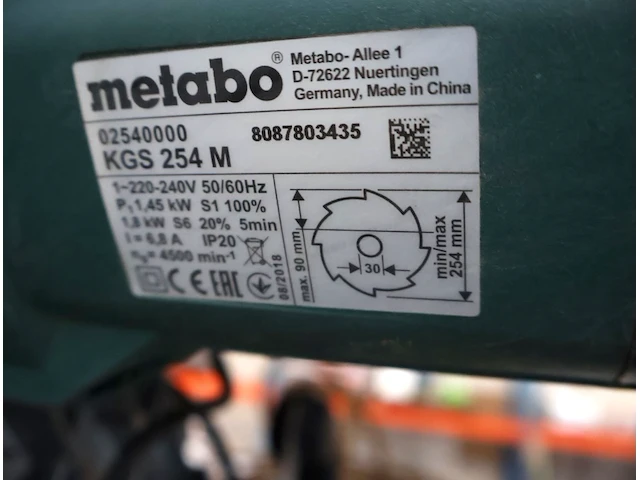 metabo®
Metabo- Allee 1
D-72622 Nuertingen
Germany, Made in China
02540000
8087803435
KGS 254 M
1~220-240V 50/60Hz
P₁ 1,45 kW S1 100%
1,8 kW S6 20% 5min
I = 6,8 A IP20
n₀= 4500 min-¹
CE EAC
08/2018
max. 90 mm
30
min/max
254 mm